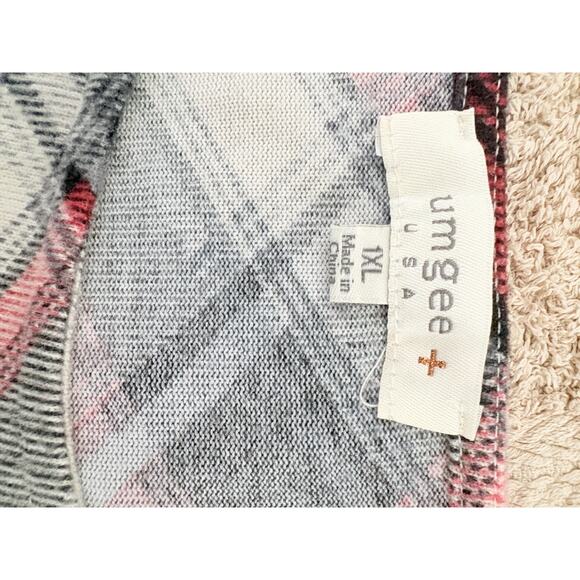 umgee +
USA
1XL
Made in
China